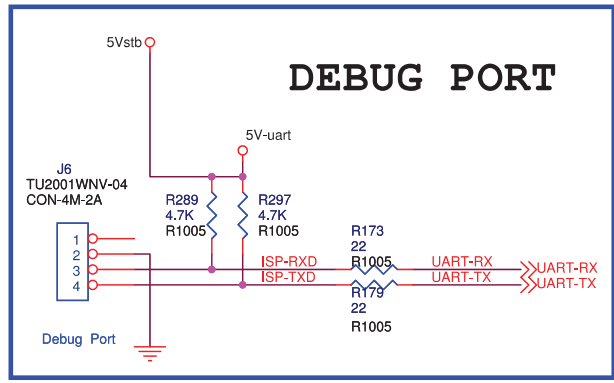 5Vstb
DEBUG PORT
5V-uart
J6
TU2001WNV-04
CON-4M-2A
R289
4.7K
R1005
R297
4.7K
R1005
R173
22
R1005
1
2
3
4
ISP-RXD
UART-RX
UART-RX
ISP-TXD
UART-TX
UART-TX
R179
22
R1005
Debug Port